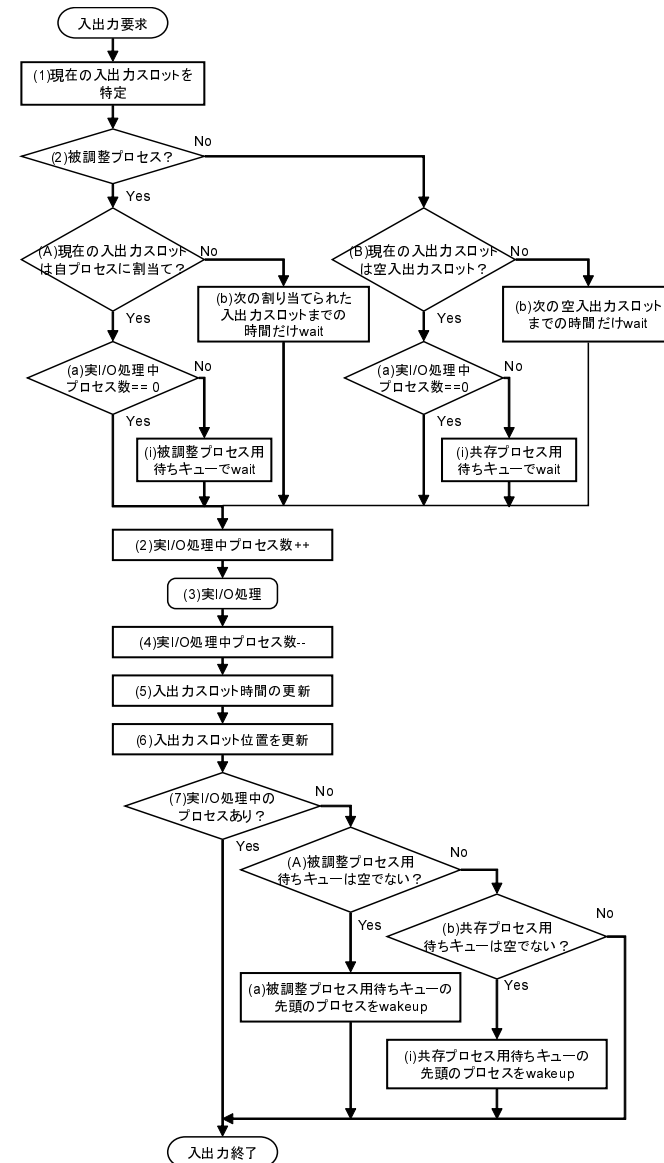 入出力要求
(1)現在の入出力スロットを
特定
(2)被調整プロセス？
No
Yes
(A)現在の入出力スロット
は自プロセスに割当て？
No
Yes
(b)次の割り当てられた
入出力スロットまでの
時間だけwait
(B)現在の入出力スロット
は空入出力スロット？
No
Yes
(b)次の空入出力スロット
までの時間だけwait
(a)実I/O処理中
プロセス数== 0
No
Yes
(i)被調整プロセス用
待ちキューでwait
(a)実I/O処理中
プロセス数==0
No
Yes
(i)共存プロセス用
待ちキューでwait
(2)実I/O処理中プロセス数++
(3)実I/O処理
(4)実I/O処理中プロセス数--
(5)入出力スロット時間の更新
(6)入出力スロット位置を更新
(7)実I/O処理中の
プロセスあり？
No
Yes
(A)被調整プロセス用
待ちキューは空でない？
No
Yes
(b)共存プロセス用
待ちキューは空でない？
No
Yes
(a)被調整プロセス用待ちキューの
先頭のプロセスをwakeup
(i)共存プロセス用待ちキューの
先頭のプロセスをwakeup
入出力終了